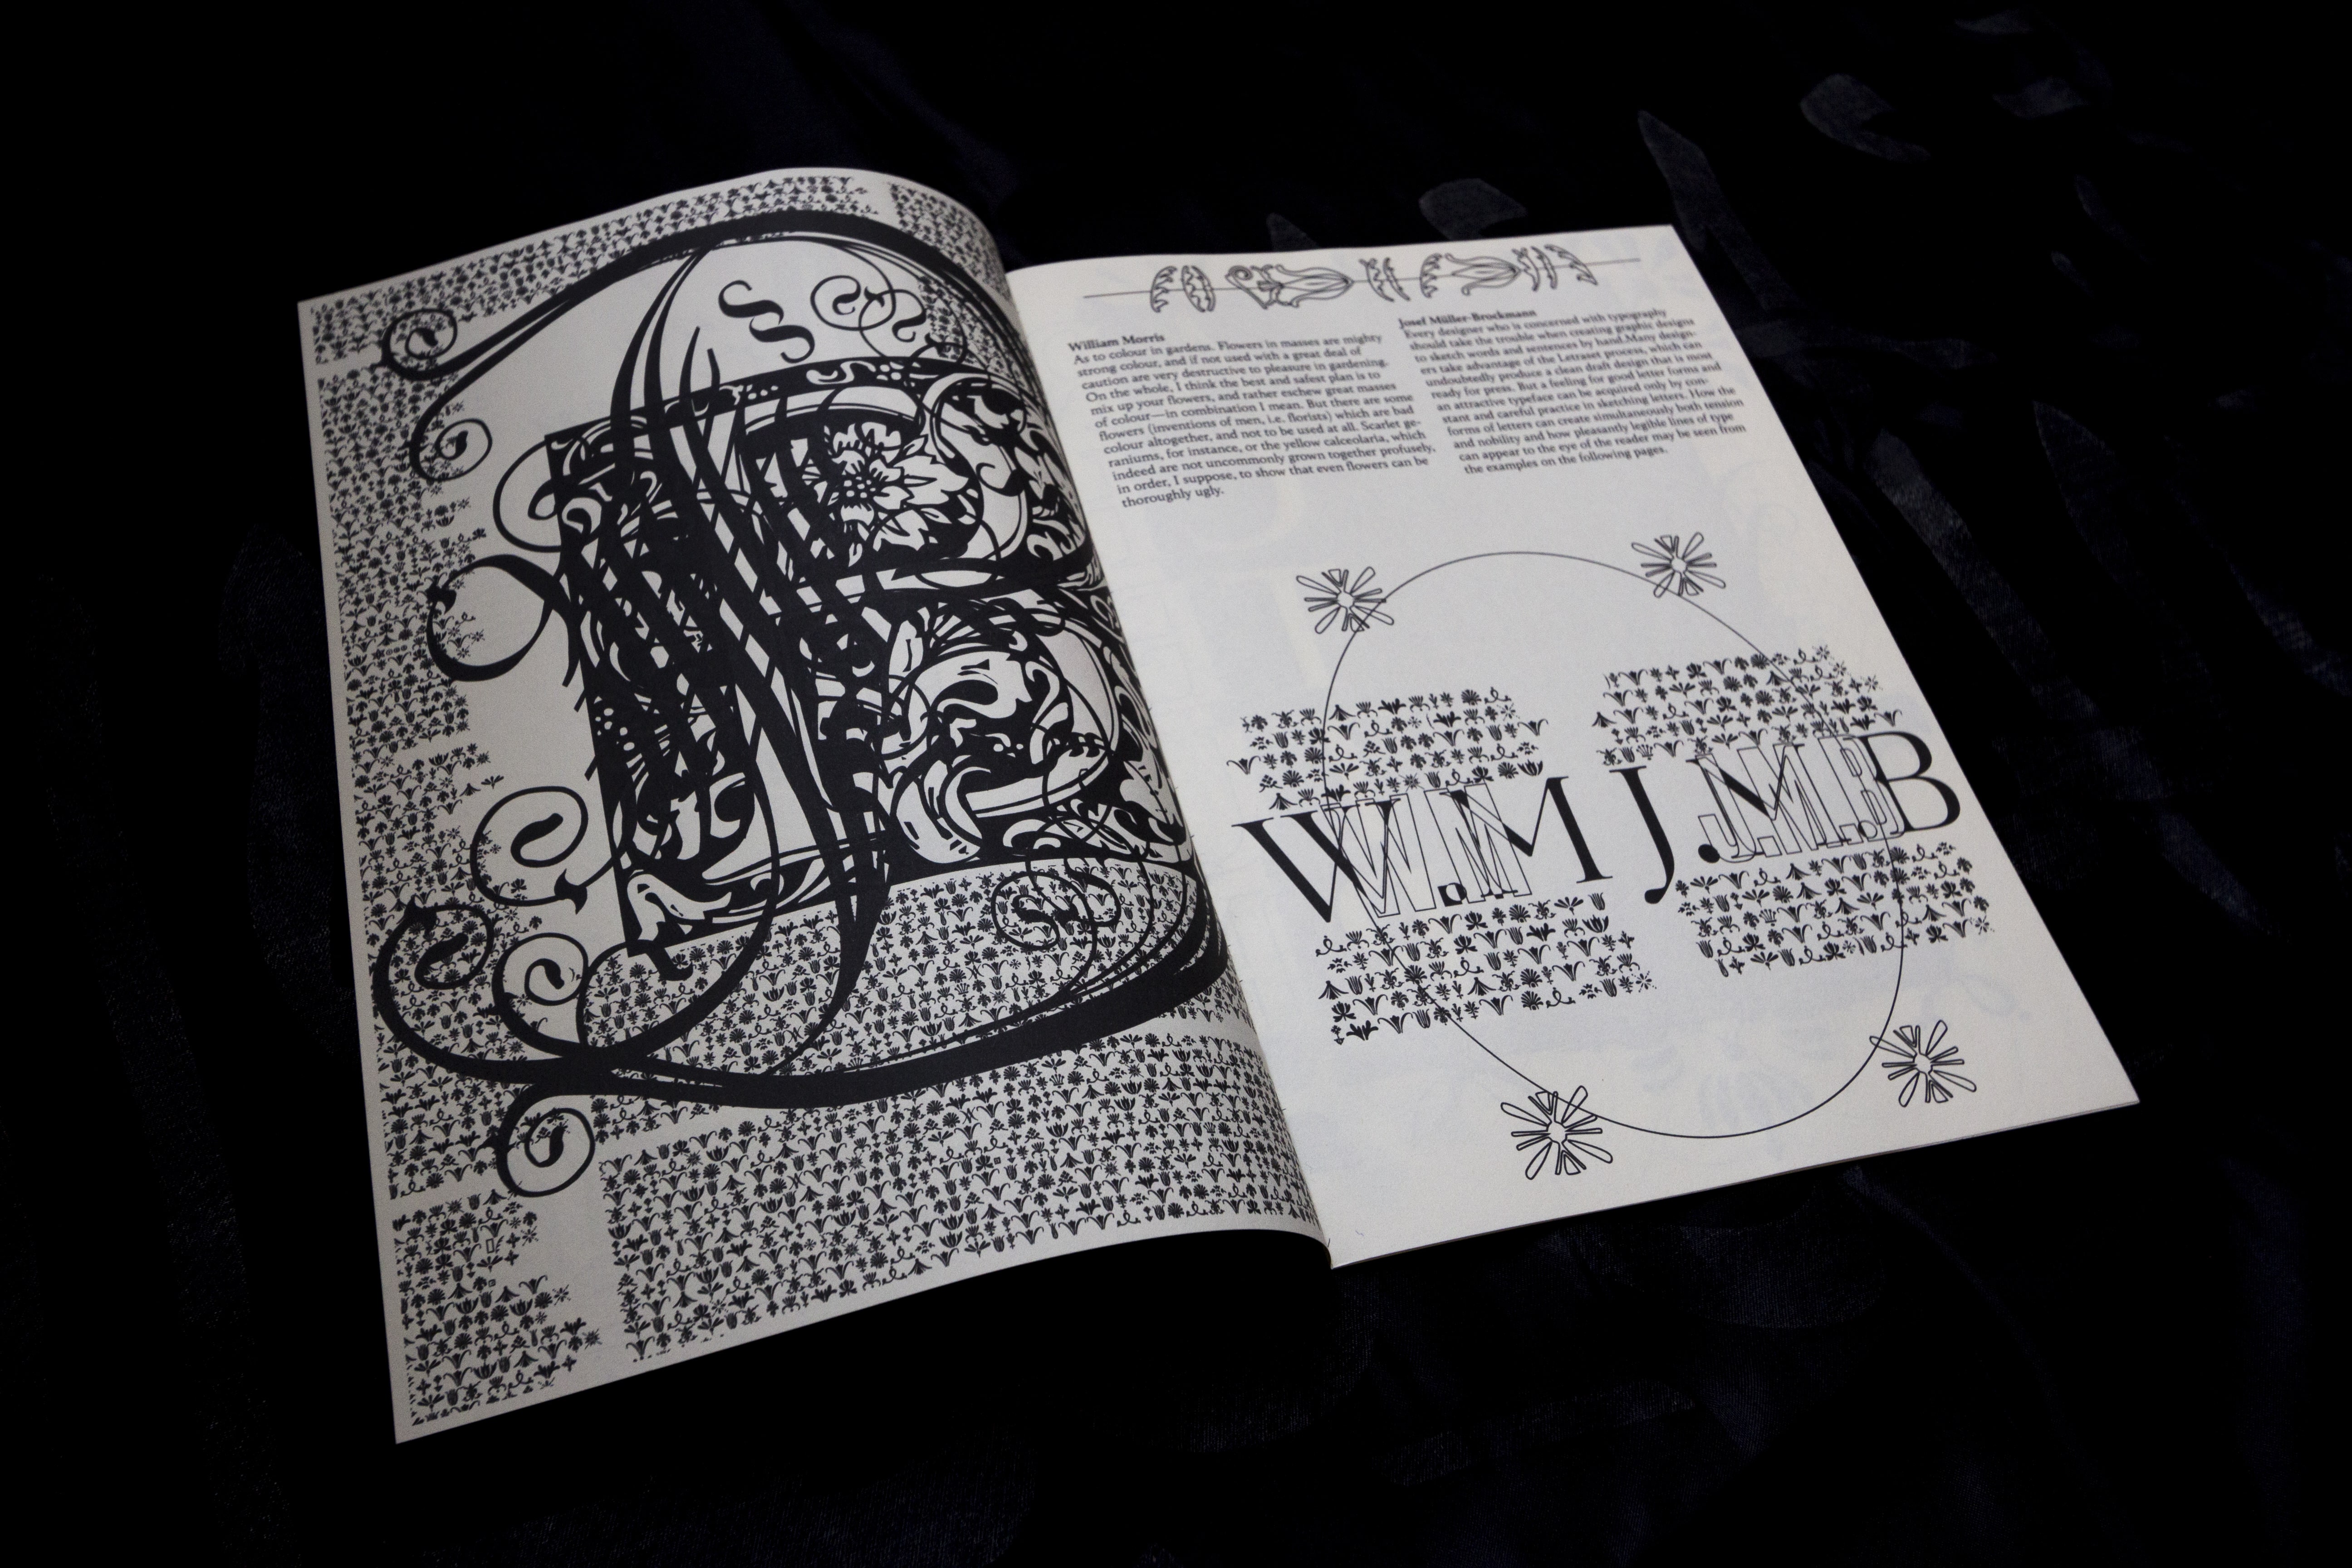 William Morris
As to colour in gardens. Flowers in masses are mighty
strong colour, and if not used with a great deal of
caution are very destructive to pleasure in gardening.
On the whole, I think the best and safest plan is to
mix up your flowers, and rather eschew great masses
of colour—in combination I mean. But there are some
flowers (inventions of men, i.e. florists) which are bad
colour altogether, and not to be used at all. Scarlet ge-
raniums, for instance, or the yellow calceolaria, which
indeed are not uncommonly grown together profusely,
in order, I suppose, to show that even flowers can be
thoroughly ugly.
Josef Müller-Brockmann
Every designer who is concerned with typography
should take the trouble when creating graphic designs
to sketch words and sentences by hand.Many design-
ers take advantage of the Letraset process, which can
undoubtedly produce a clean draft design that is most
ready for press. But a feeling for good letter forms and
an attractive typeface can be acquired only by con-
stant and careful practice in sketching letters. How the
forms of letters can create simultaneously both tension
and nobility and how pleasantly legible lines of type
can appear to the eye of the reader may be seen from
the examples on the following pages.
W.M J.M.B
W.M J.M.B